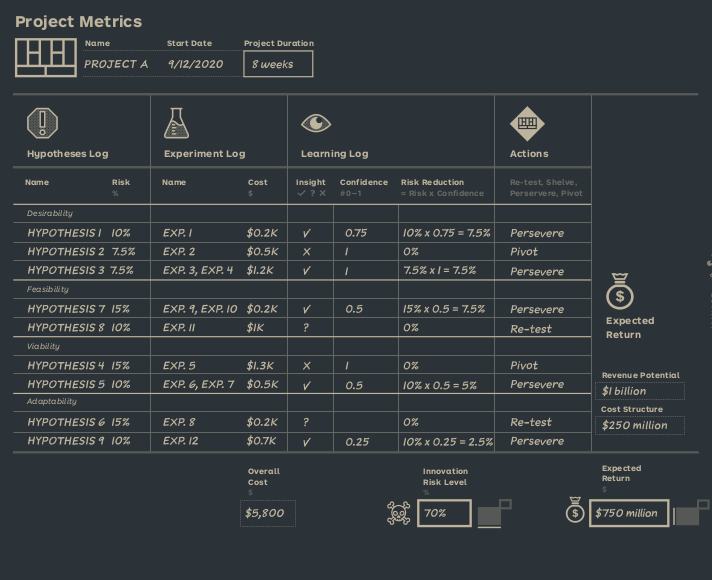 Project Metrics
Name Start Date Project Duration
PROJECT A 9/12/2020 8 weeks
Hypotheses Log Experiment Log Learning Log Actions
Name Risk Name Cost Insight Confidence Risk Reduction Re-test, Shelve,
% $ ✓ ? ✕ #0-1 = Risk x Confidence Perservere, Pivot
Desirability
HYPOTHESIS 1 10% EXP. 1 $0.2K ✓ 0.75 10% x 0.75 = 7.5% Persevere
HYPOTHESIS 2 7.5% EXP. 2 $0.5K X 1 0% Pivot
HYPOTHESIS 3 7.5% EXP. 3, EXP. 4 $1.2K ✓ 1 7.5% x 1 = 7.5% Persevere
Feasibility
HYPOTHESIS 7 15% EXP. 9, EXP. 10 $0.2K ✓ 0.5 15% x 0.5 = 7.5% Persevere
HYPOTHESIS 8 10% EXP. 11 $1K ? 0% Re-test
Viability
HYPOTHESIS 4 15% EXP. 5 $1.3K X 1 0% Pivot
HYPOTHESIS 5 10% EXP. 6, EXP. 7 $0.5K ✓ 0.5 10% x 0.5 = 5% Persevere
Adaptability
HYPOTHESIS 6 15% EXP. 8 $0.2K ? 0% Re-test
HYPOTHESIS 9 10% EXP. 12 $0.7K ✓ 0.25 10% x 0.25 = 2.5% Persevere
$
Expected
Return
Revenue Potential
$1 billion
Cost Structure
$250 million
Overall
Cost
$
$5,800
Innovation
Risk Level
%
70%
Expected
Return
$
$
$750 million